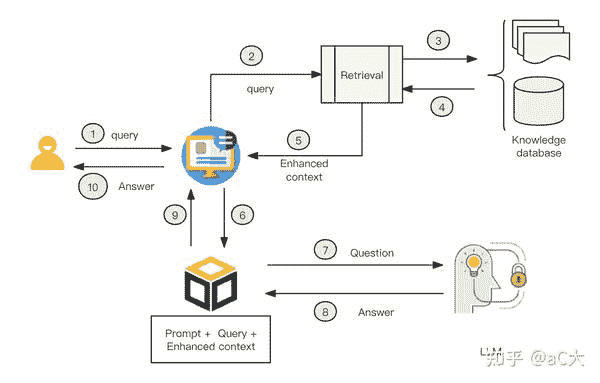 2
3
query
Retrieval
4
1
query
5
Enhanced
context
Knowledge
database
10
Answer
9
6
7
Question
8
Answer
Prompt + Query +
Enhanced context
知乎 @aC大